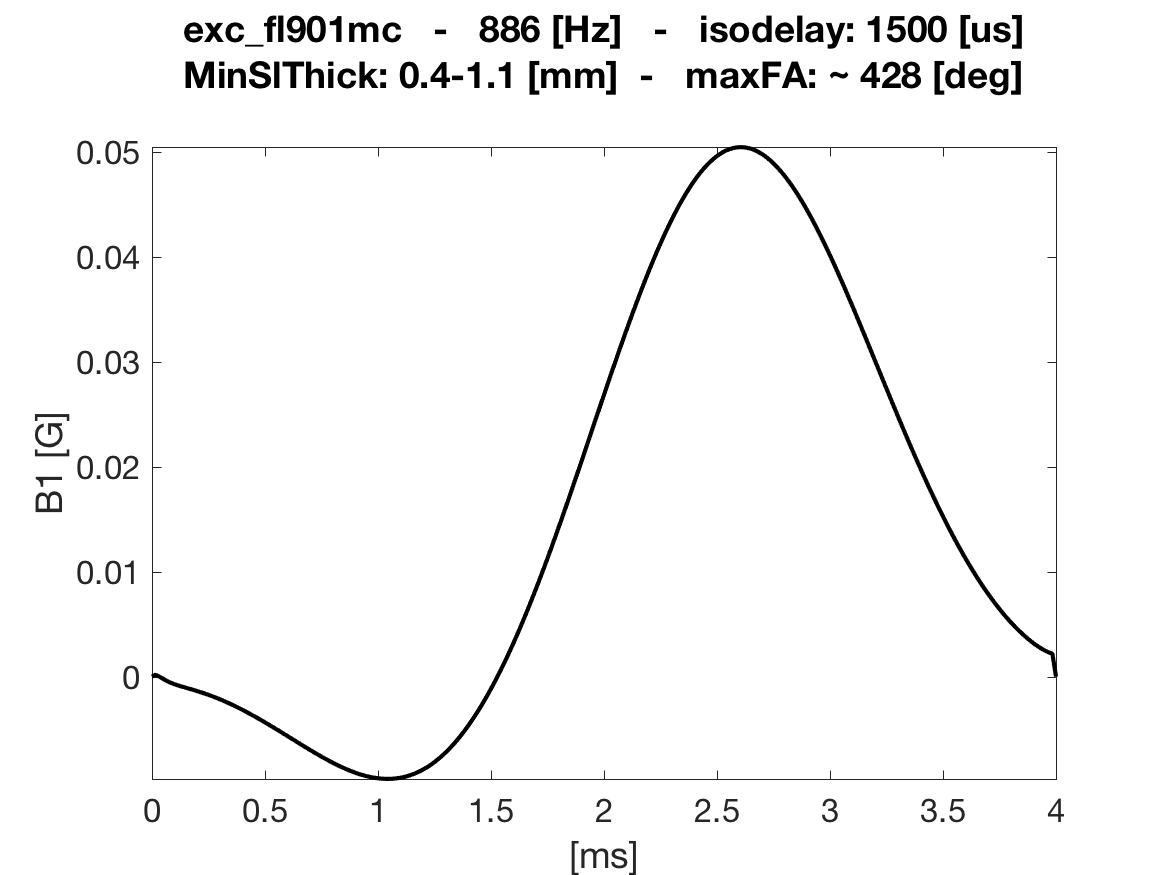 exc_fl901mc - 886 [Hz] - isodelay: 1500 [us]
MinSlThick: 0.4-1.1 [mm] - maxFA: ~ 428 [deg]
0.05
0.04
0.03
0.02
0.01
0
B1 [G]
0 0.5 1 1.5 2 2.5 3 3.5 4
[ms]